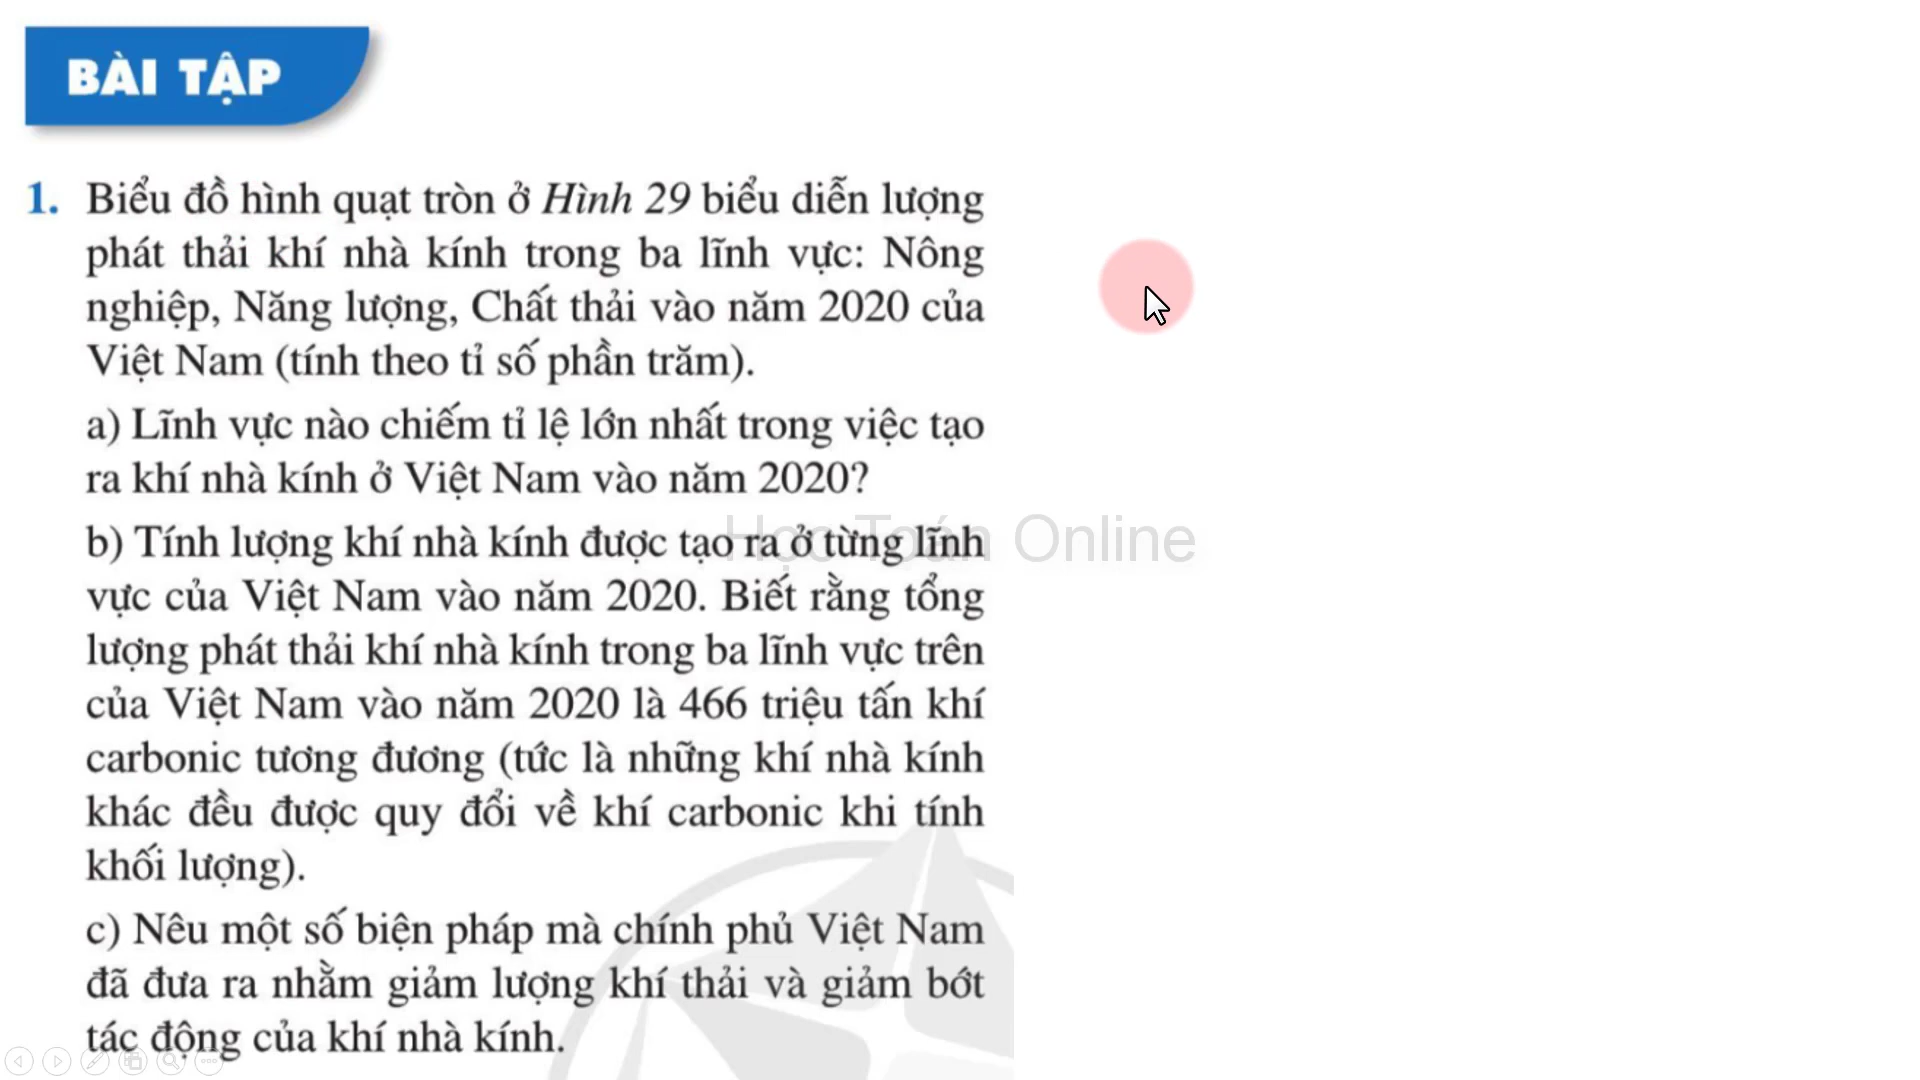 BÀI TẬP
1. Biểu đồ hình quạt tròn ở Hình 29 biểu diễn lượng
phát thải khí nhà kính trong ba lĩnh vực: Nông
nghiệp, Năng lượng, Chất thải vào năm 2020 của
Việt Nam (tính theo tỉ số phần trăm).
a) Lĩnh vực nào chiếm tỉ lệ lớn nhất trong việc tạo
ra khí nhà kính ở Việt Nam vào năm 2020?
b) Tính lượng khí nhà kính được tạo ra ở từng lĩnh
vực của Việt Nam vào năm 2020. Biết rằng tổng
lượng phát thải khí nhà kính trong ba lĩnh vực trên
của Việt Nam vào năm 2020 là 466 triệu tấn khí
carbonic tương đương (tức là những khí nhà kính
khác đều được quy đổi về khí carbonic khi tính
khối lượng).
c) Nêu một số biện pháp mà chính phủ Việt Nam
đã đưa ra nhằm giảm lượng khí thải và giảm bớt
tác động của khí nhà kính.
Học Toán Online